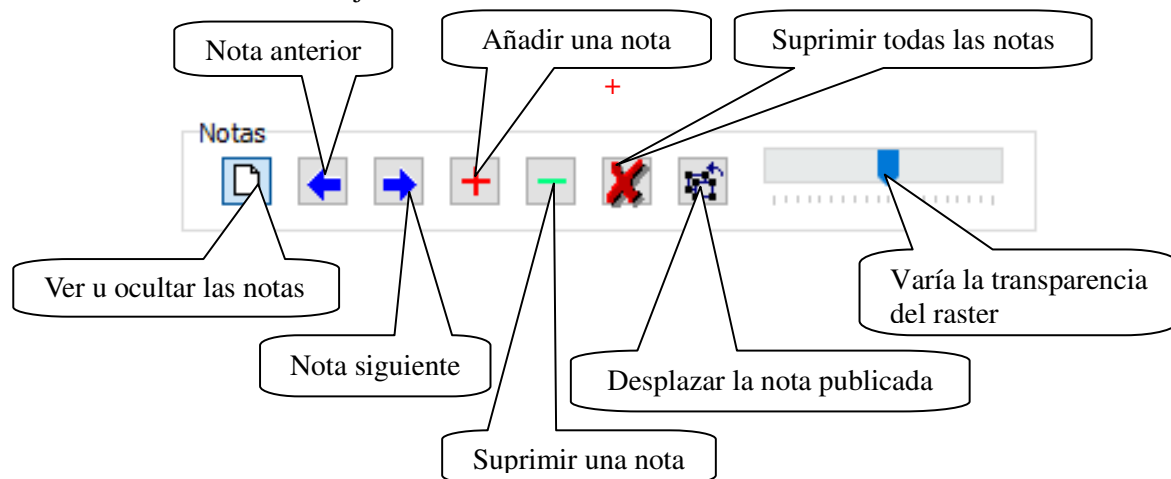 Nota anterior
Añadir una nota
Suprimir todas las notas
Notas
Ver u ocultar las notas
Varía la transparencia
del raster
Nota siguiente
Desplazar la nota publicada
Suprimir una nota